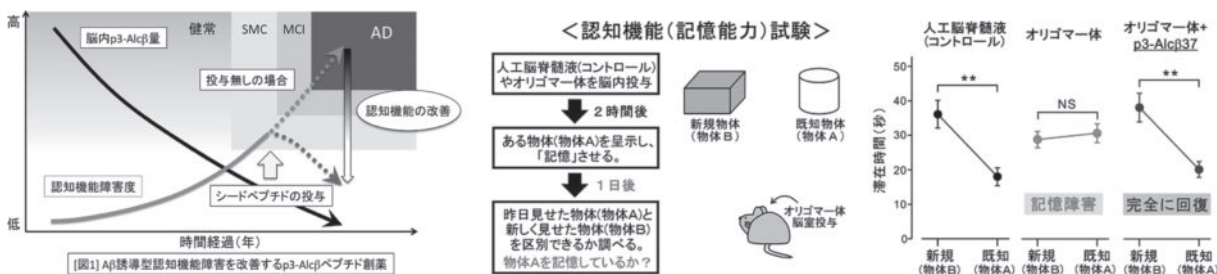 高
低
脳内p3-Alcβ量
健常
SMC
MCI
AD
投与無しの場合
認知機能の改善
認知機能障害度
シードペプチドの投与
時間経過(年)
[図1] Aβ誘導型認知機能障害を改善するp3-Alcβペプチド創薬
<認知機能(記憶能力)試験>
人工脳脊髄液(コントロール)
やオリゴマー体を脳内投与
2時間後
ある物体(物体A)を呈示し、
「記憶」させる。
1日後
昨日見せた物体(物体A)と
新しく見せた物体(物体B)
を区別できるか調べる。
物体Aを記憶しているか?
新規物体
(物体B)
既知物体
(物体A)
オリゴマー体
脳室投与
人工脳脊髄液
(コントロール)
オリゴマー体
オリゴマー体+
p3-Alcβ37
滞在時間(秒)
40
30
20
10
0
**
NS
**
記憶障害
完全に回復
新規
(物体B)
既知
(物体A)
新規
(物体B)
既知
(物体A)
新規
(物体B)
既知
(物体A)